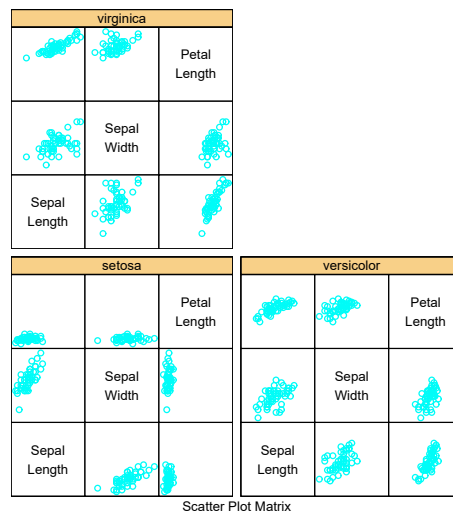 virginica
Petal
Length
Sepal
Width
Sepal
Length
setosa
Petal
Length
Sepal
Width
Sepal
Length
versicolor
Petal
Length
Sepal
Width
Sepal
Length
Scatter Plot Matrix